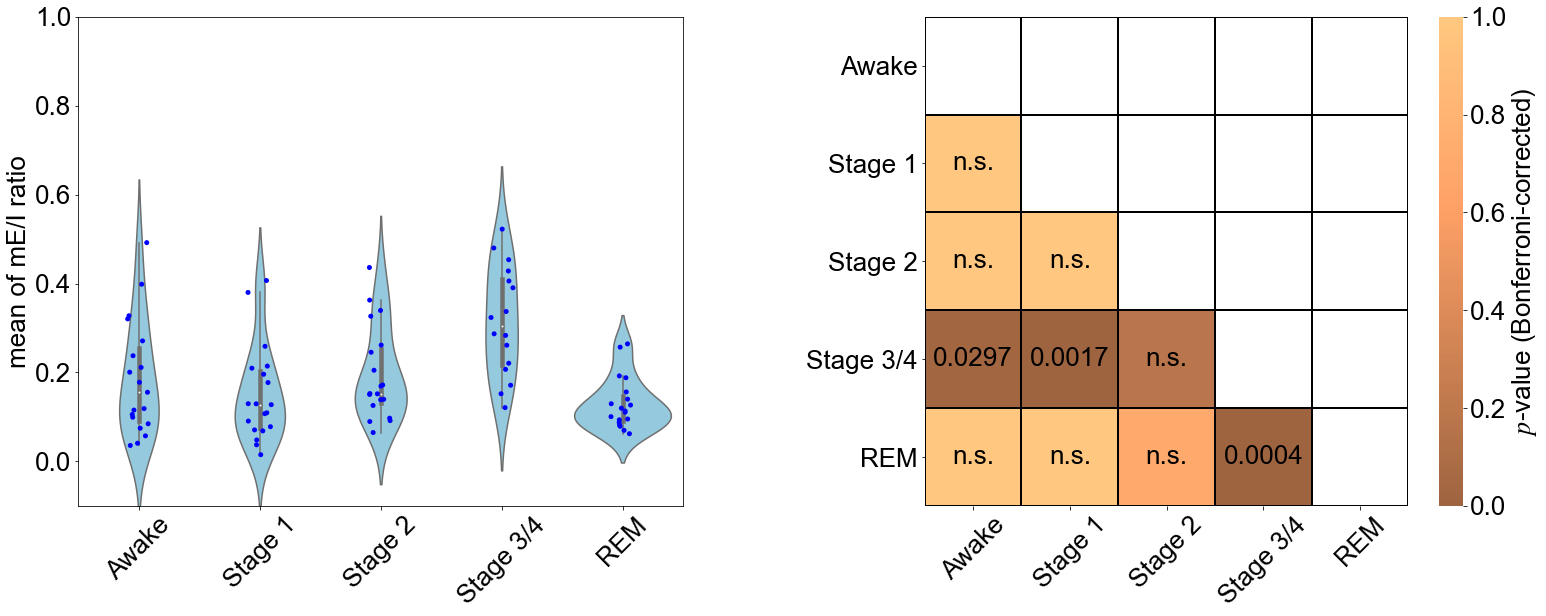 mean of mE/I ratio
1.0
0.8
0.6
0.4
0.2
0.0
Awake
Stage 1
Stage 2
Stage 3/4
REM
Awake
Stage 1
n.s.
Stage 2
n.s. n.s.
Stage 3/4
0.0297 0.0017 n.s.
REM
n.s. n.s. n.s. 0.0004
Awake
Stage 1
Stage 2
Stage 3/4
REM
1.0
0.8
0.6
0.4
0.2
0.0
p-value (Bonferroni-corrected)